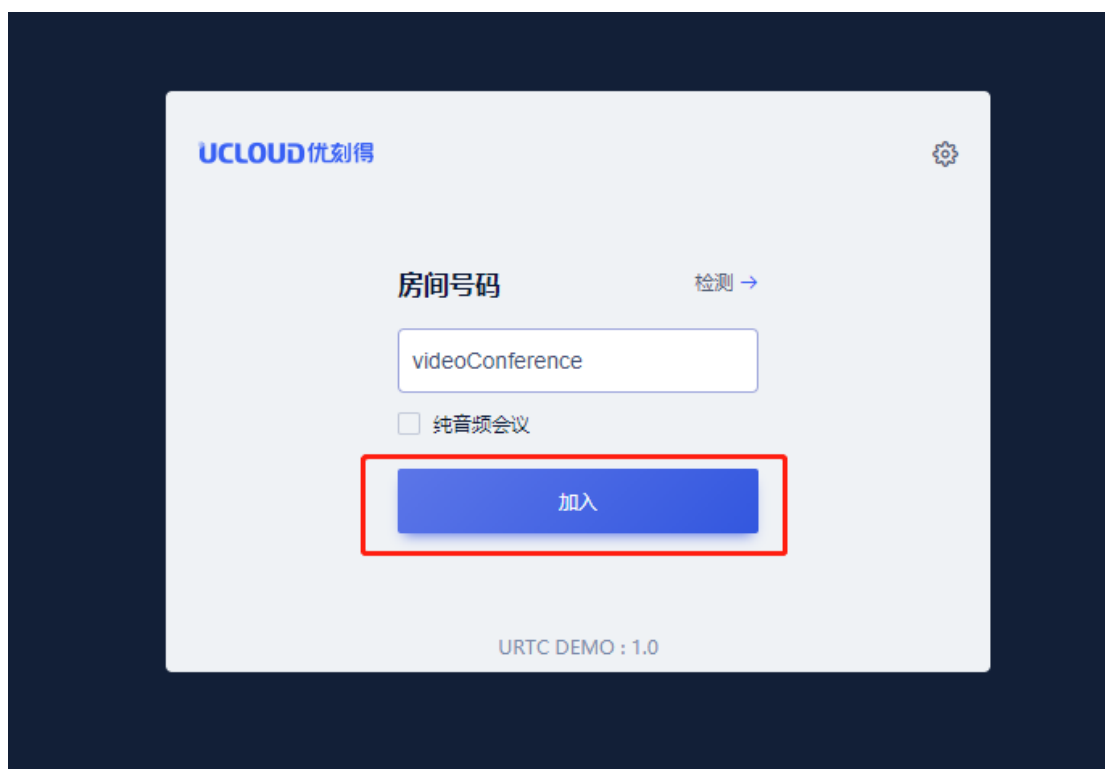 UCLOUD优刻得
房间号码
检测 →
videoConference
纯音频会议
加入
URTC DEMO : 1.0